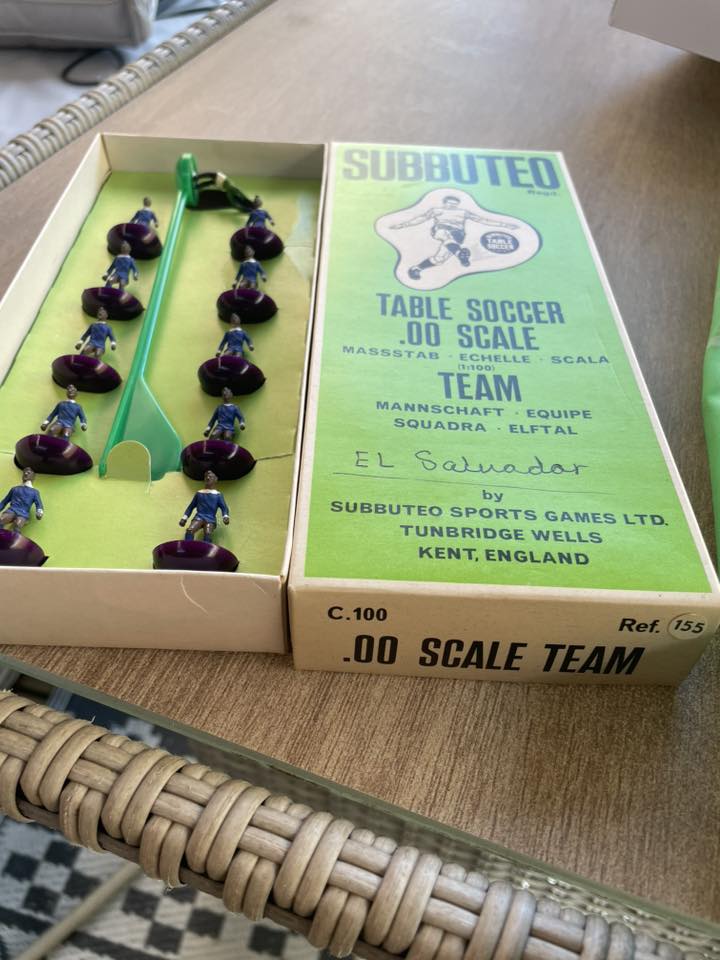 SUBBUTEO
Regd.
TABLE
SOCCER
TABLE SOCCER
.00 SCALE
MASSSTAB · ECHELLE · SCALA
(1:100)
TEAM
MANNSCHAFT · EQUIPE
SQUADRA · ELFTAL
EL Salvador
by
SUBBUTEO SPORTS GAMES LTD.
TUNBRIDGE WELLS
KENT, ENGLAND
C.100
Ref. 155
.00 SCALE TEAM